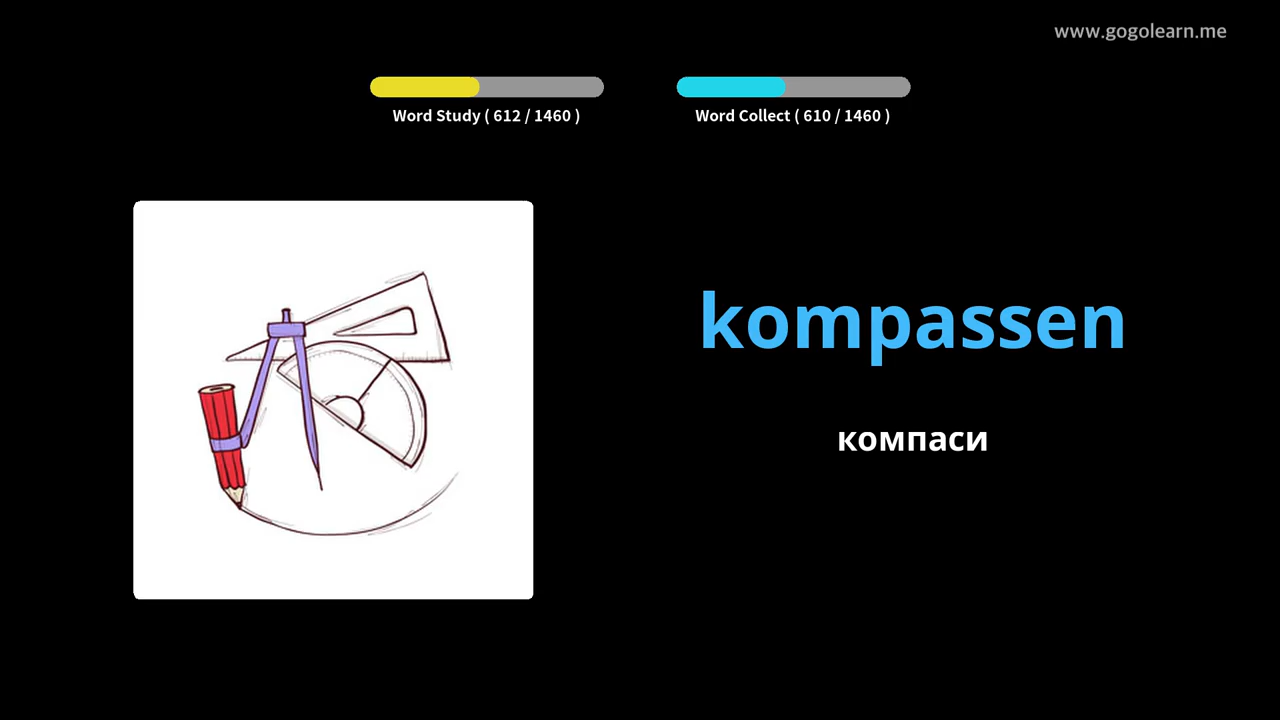 www.gogolearn.me
Word Study ( 612 / 1460 )
Word Collect ( 610 / 1460 )
kompassen
компаси